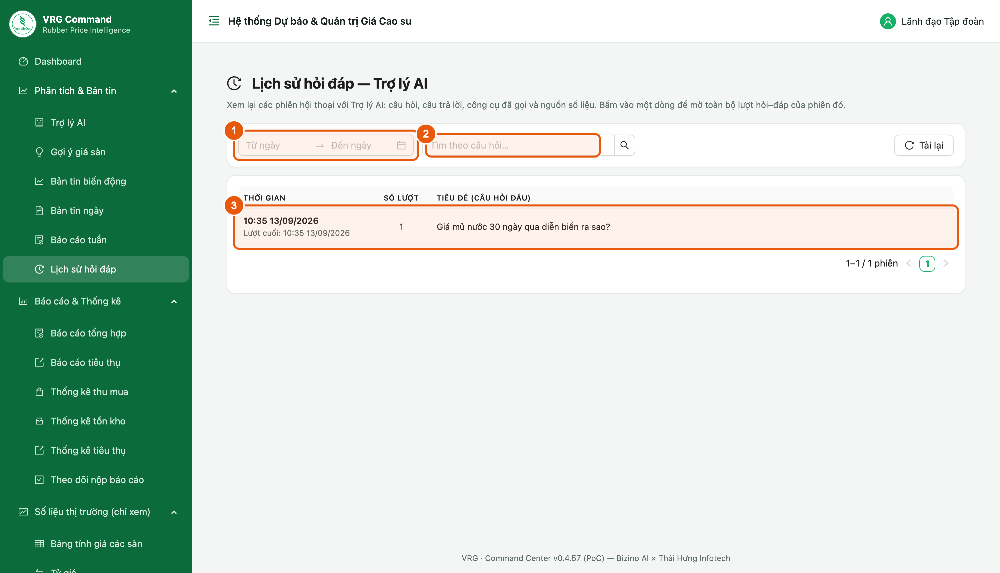 VRG Command
Rubber Price Intelligence
Dashboard
Phân tích & Bản tin
Trợ lý AI
Gợi ý giá sàn
Bản tin biến động
Bản tin ngày
Báo cáo tuần
Lịch sử hỏi đáp
Báo cáo & Thống kê
Báo cáo tổng hợp
Báo cáo tiêu thụ
Thống kê thu mua
Thống kê tồn kho
Thống kê tiêu thụ
Theo dõi nộp báo cáo
Số liệu thị trường (chỉ xem)
Bảng tính giá các sàn
Tỷ giá
Hệ thống Dự báo & Quản trị Giá Cao su
Lãnh đạo Tập đoàn
Lịch sử hỏi đáp — Trợ lý AI
Xem lại các phiên hội thoại với Trợ lý AI: câu hỏi, câu trả lời, công cụ đã gọi và nguồn số liệu. Bấm vào một dòng để mở toàn bộ lượt hỏi–đáp của phiên đó.
1
Từ ngày → Đến ngày
2
Tìm theo câu hỏi...
Tải lại
THỜI GIAN SỐ LƯỢT TIÊU ĐỀ (CÂU HỎI ĐẦU)
3
10:35 13/09/2026
Lượt cuối: 10:35 13/09/2026
1
Giá mủ nước 30 ngày qua diễn biến ra sao?
1–1 / 1 phiên < 1 >
VRG · Command Center v0.4.57 (PoC) — Bizino AI × Thái Hưng Infotech